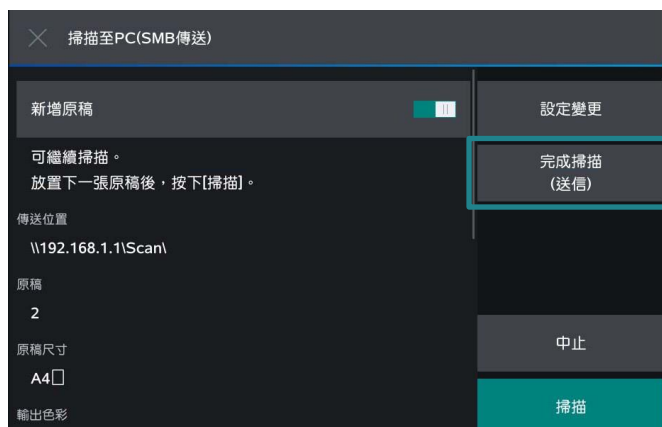 掃描至PC(SMB傳送)
新增原稿
可繼續掃描。
放置下一張原稿後，按下[掃描]。
傳送位置
\\192.168.1.1\Scan\
原稿
2
原稿尺寸
A4
輸出色彩
設定變更
完成掃描
(送信)
中止
掃描